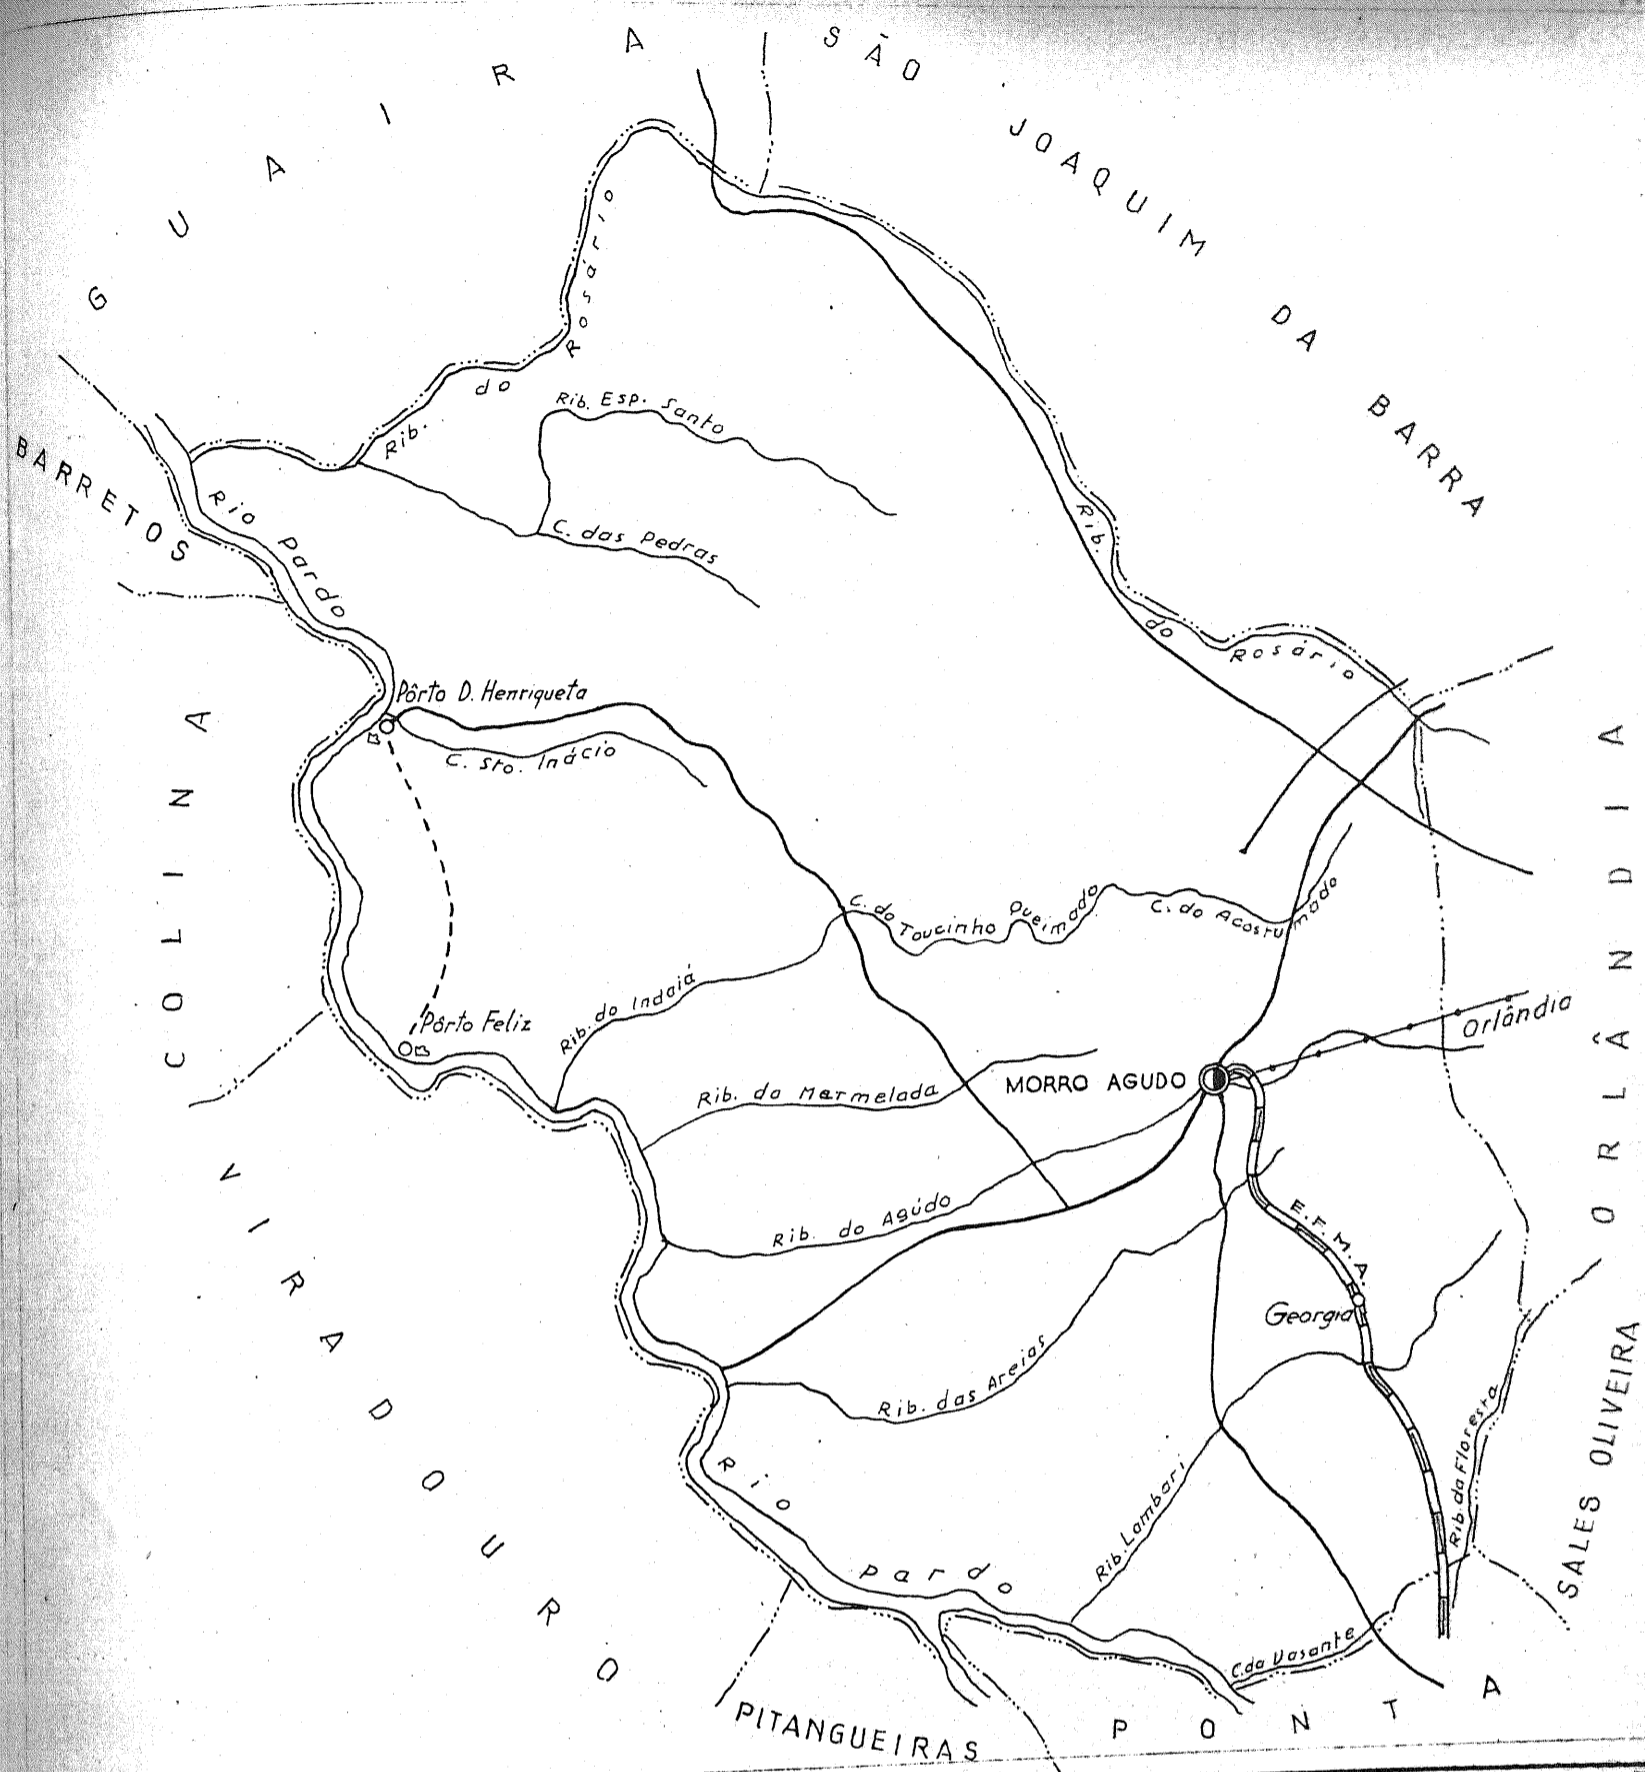 GUAIRA
SÃO JOAQUIM DA BARRA
BARRETOS
Rib. do Rosário
Rib. Esp. Santo
C. das Pedras
Rio Pardo
Rib. do Rosário
Pôrto D. Henriqueta
C. Sto. Inácio
COLINA
C. do Toucinho Queimado
C. do Acostumado
Rib. do Indaiá
Pôrto Feliz
Orlândia
ORLÂNDIA
MORRO AGUDO
Rib. da Marmelada
Rib. do Agúdo
E.F.M.A.
Georgia
VIRADOURO
Rib. das Areias
Rib. da Floresta
SALES OLIVEIRA
Rio Pardo
Rib. Lambari
C. da Vasante
PITANGUEIRAS
PONTA